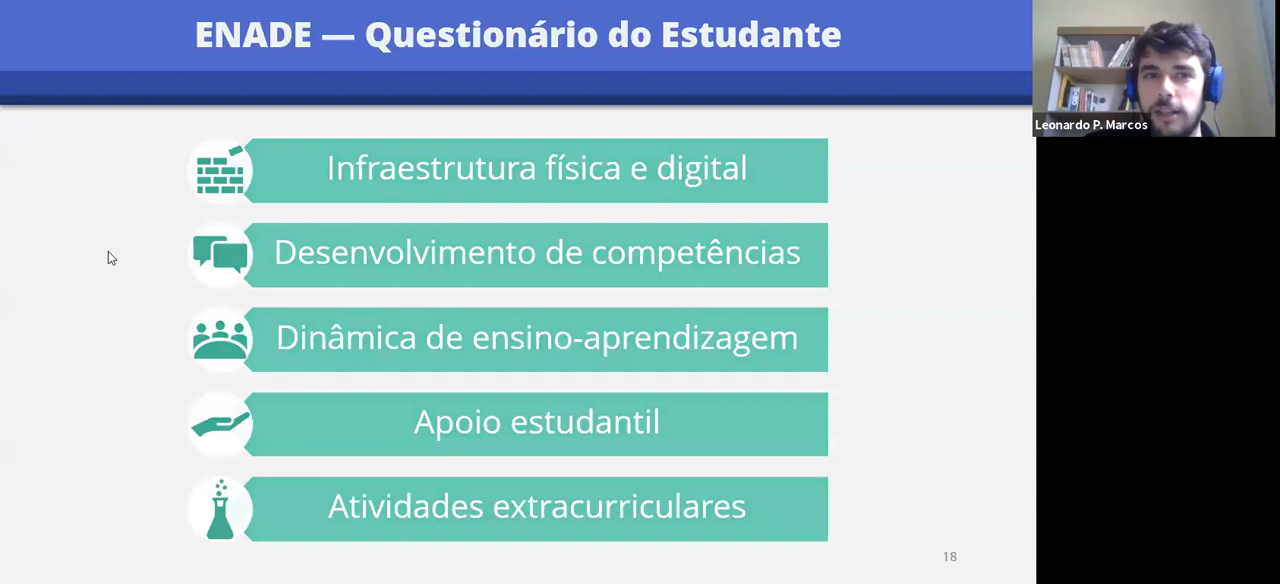 ENADE — Questionário do Estudante
Leonardo P. Marcos
Infraestrutura física e digital
Desenvolvimento de competências
Dinâmica de ensino-aprendizagem
Apoio estudantil
Atividades extracurriculares
18